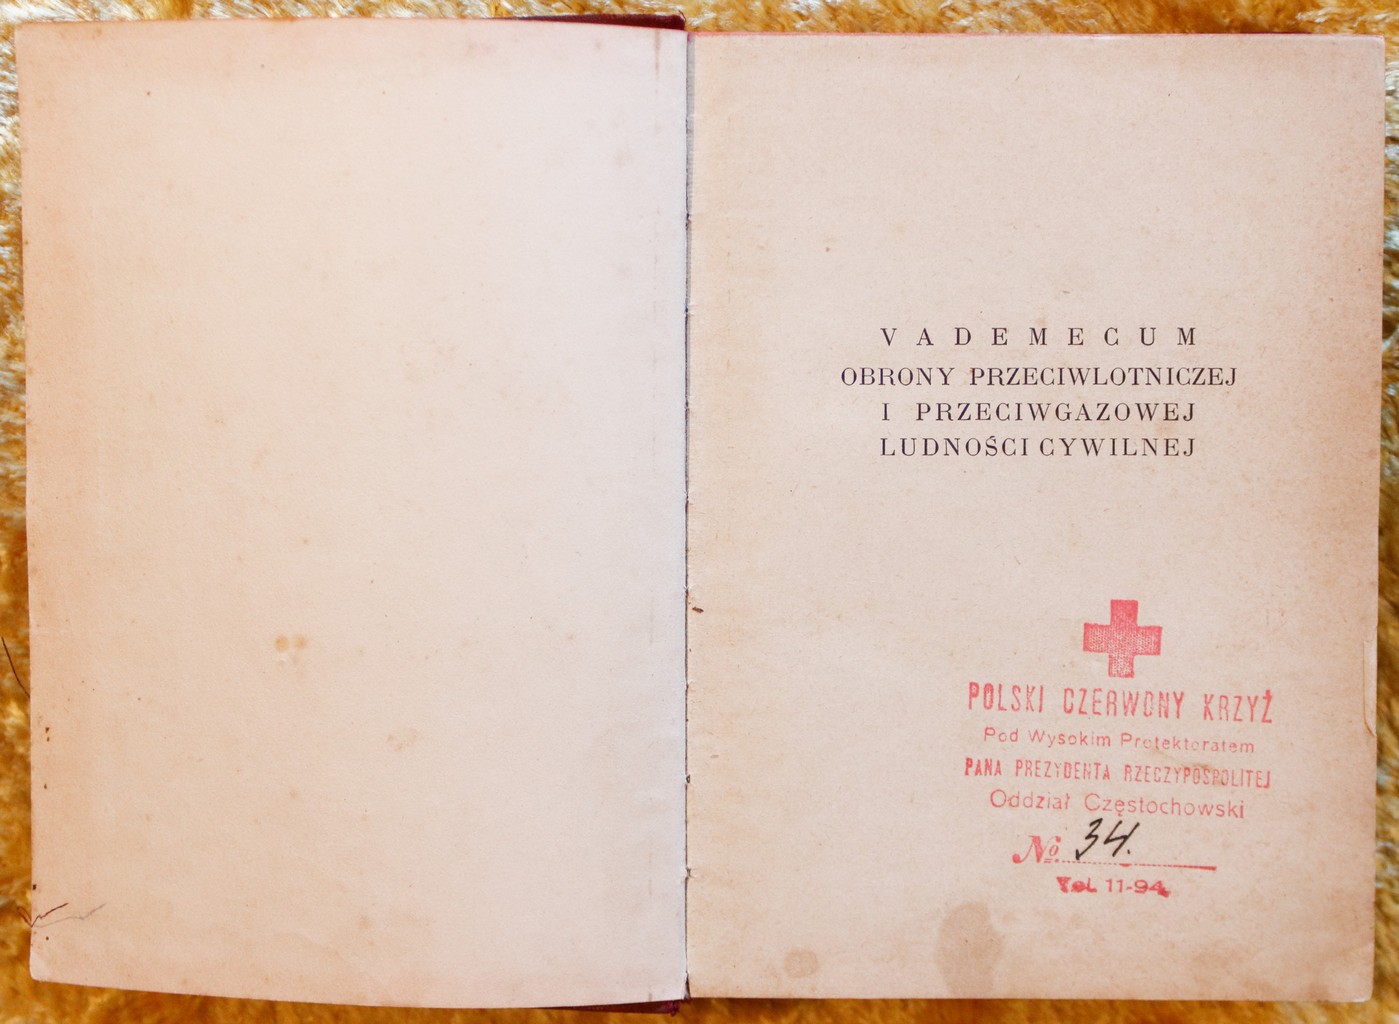 VADEMECUM
OBRONY PRZECIWLOTNICZEJ
I PRZECIWGAZOWEJ
LUDNOŚCI CYWILNEJ
POLSKI CZERWONY KRZYŻ
Pod Wysokim Protektoratem
PANA PREZYDENTA RZECZYPOSPOLITEJ
Oddział Częstochowski
№ 34.
Tel. 11-94